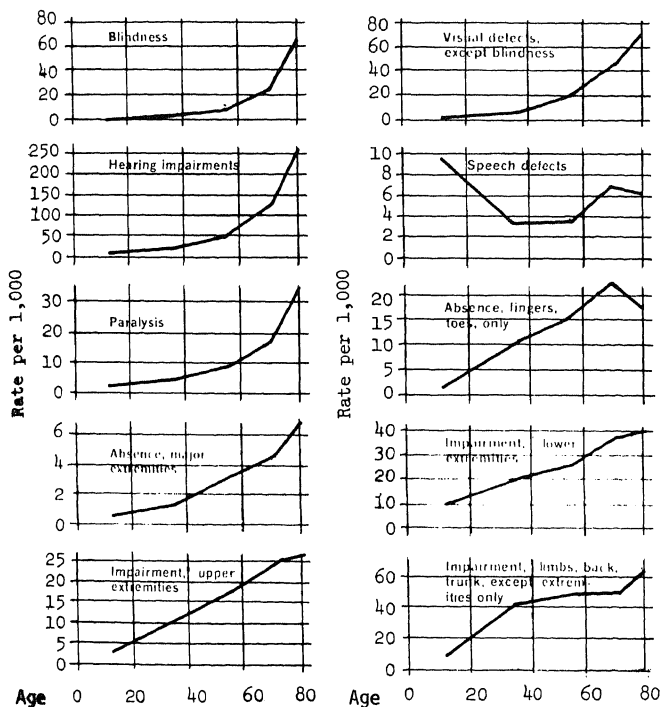 80
60
40
20
0
Blindness
80
60
40
20
0
Visual defects,
except blindness
250
200
150
100
50
0
Hearing impairments
10
8
6
4
2
0
Speech defects
Rate per 1,000
30
20
10
0
Paralysis
Rate per 1,000
20
15
10
5
0
Absence, fingers,
toes, only
6
4
2
0
Absence, major
extremities
40
30
20
10
0
Impairment, lower
extremities
25
20
15
10
5
0
Impairment, upper
extremities
60
40
20
0
Impairment, limbs, back,
trunk, except extrem-
ities only
Age 0 20 40 60 80
Age 0 20 40 60 80